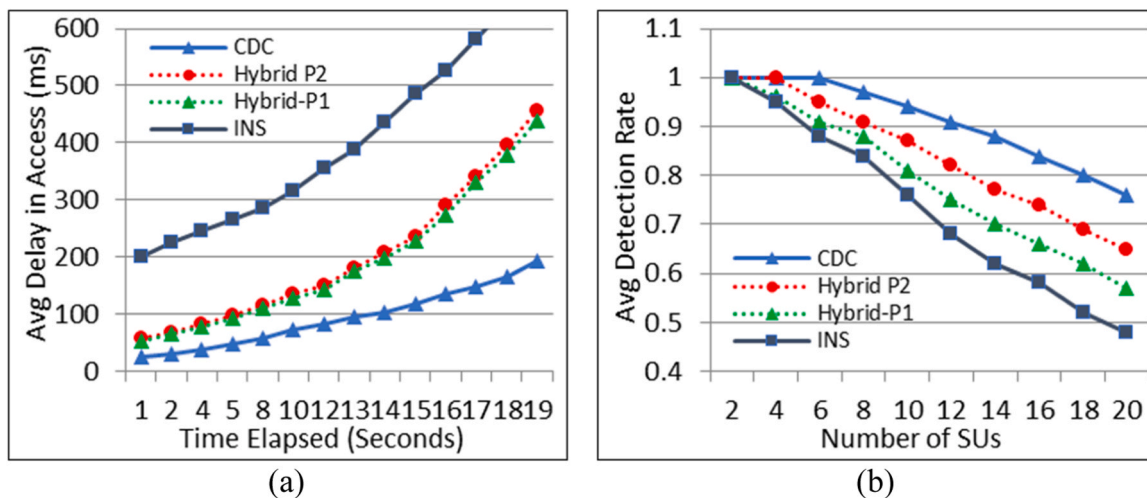 Avg Delay in Access (ms)
600
500
400
300
200
100
0
CDC
Hybrid P2
Hybrid-P1
INS
1 2 4 5 8 10 12 13 14 15 16 17 18 19
Time Elapsed (Seconds)
(a)
Avg Detection Rate
1.1
1
0.9
0.8
0.7
0.6
0.5
0.4
CDC
Hybrid P2
Hybrid-P1
INS
2 4 6 8 10 12 14 16 18 20
Number of SUs
(b)